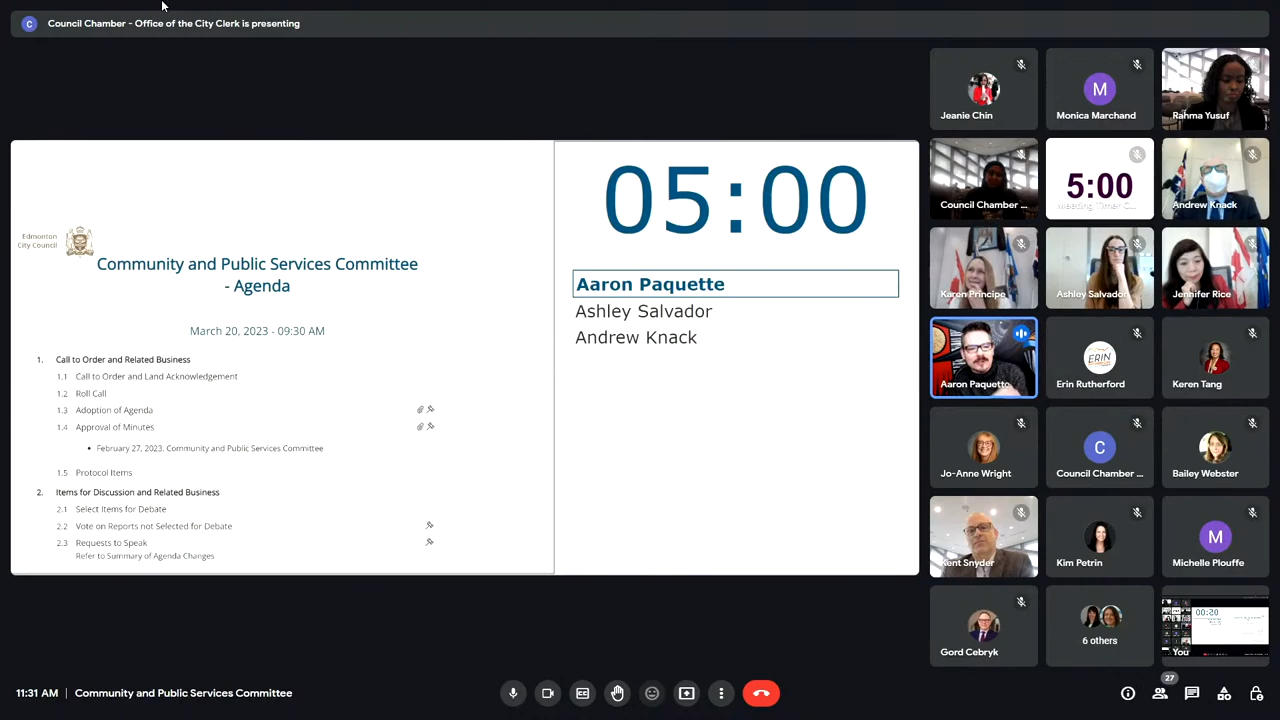 C
Council Chamber - Office of the City Clerk is presenting
Edmonton
City Council
Community and Public Services Committee
- Agenda
March 20, 2023 - 09:30 AM
1. Call to Order and Related Business
1.1 Call to Order and Land Acknowledgement
1.2 Roll Call
1.3 Adoption of Agenda
1.4 Approval of Minutes
• February 27, 2023, Community and Public Services Committee
1.5 Protocol Items
2. Items for Discussion and Related Business
2.1 Select Items for Debate
2.2 Vote on Reports not Selected for Debate
2.3 Requests to Speak
Refer to Summary of Agenda Changes
05:00
Aaron Paquette
Ashley Salvador
Andrew Knack
Jeanie Chin
M
Monica Marchand
Rahma Yusuf
Council Chamber ...
5:00
Meeting Timer C...
Andrew Knack
Karen Principe
Ashley Salvador
Jennifer Rice
Aaron Paquette
ERIN
Erin Rutherford
Keren Tang
Jo-Anne Wright
C
Council Chamber ...
Bailey Webster
Kent Snyder
Kim Petrin
M
Michelle Plouffe
Gord Cebryk
6 others
You
11:31 AM | Community and Public Services Committee
27